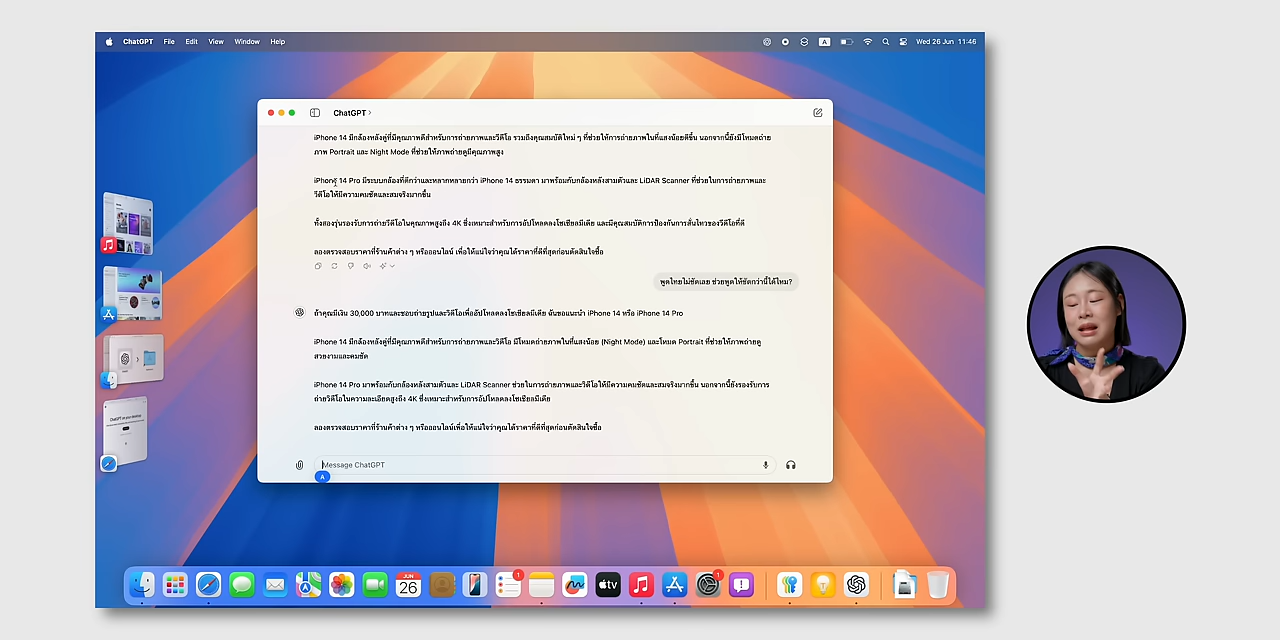 ChatGPT File Edit View Window Help
A
Wed 26 Jun 11:46
ChatGPT
iPhone 14 มีกล้องหลังคู่ที่มีคุณภาพดีสำหรับการถ่ายภาพและวิดีโอ รวมถึงคุณสมบัติใหม่ ๆ ที่ช่วยให้การถ่ายภาพในที่แสงน้อยดีขึ้น นอกจากนี้ยังมีโหมดถ่าย
ภาพ Portrait และ Night Mode ที่ช่วยให้ภาพถ่ายดูมีคุณภาพสูง
iPhone 14 Pro มีระบบกล้องที่ดีกว่าและหลากหลายกว่า iPhone 14 ธรรมดา มาพร้อมกับกล้องหลังสามตัวและ LiDAR Scanner ที่ช่วยในการถ่ายภาพและ
วิดีโอให้มีความคมชัดและสมจริงมากขึ้น
ทั้งสองรุ่นรองรับการถ่ายวิดีโอในคุณภาพสูงถึง 4K ซึ่งเหมาะสำหรับการอัปโหลดลงโซเชียลมีเดีย และมีคุณสมบัติการป้องกันการสั่นไหวของวิดีโอที่ดี
ลองตรวจสอบราคาที่ร้านค้าต่าง ๆ หรือออนไลน์ เพื่อให้แน่ใจว่าคุณได้ราคาที่ดีที่สุดก่อนตัดสินใจซื้อ
พูดไทยไม่ชัดเลย ช่วยพูดให้ชัดกว่านี้ได้ไหม?
ถ้าคุณมีเงิน 30,000 บาทและชอบถ่ายรูปและวิดีโอเพื่ออัปโหลดลงโซเชียลมีเดีย ฉันขอแนะนำ iPhone 14 หรือ iPhone 14 Pro
iPhone 14 มีกล้องหลังคู่ที่มีคุณภาพดีสำหรับการถ่ายภาพและวิดีโอ มีโหมดถ่ายภาพในที่แสงน้อย (Night Mode) และโหมด Portrait ที่ช่วยให้ภาพถ่ายดู
สวยงามและคมชัด
iPhone 14 Pro มาพร้อมกับกล้องหลังสามตัวและ LiDAR Scanner ช่วยในการถ่ายภาพและวิดีโอให้มีความคมชัดและสมจริงมากขึ้น นอกจากนี้ยังรองรับการ
ถ่ายวิดีโอในความละเอียดสูงถึง 4K ซึ่งเหมาะสำหรับการอัปโหลดลงโซเชียลมีเดีย
ลองตรวจสอบราคาที่ร้านค้าต่าง ๆ หรือออนไลน์เพื่อให้แน่ใจว่าคุณได้ราคาที่ดีที่สุดก่อนตัดสินใจซื้อ
Message ChatGPT
A
JUN
26
1
tv
1